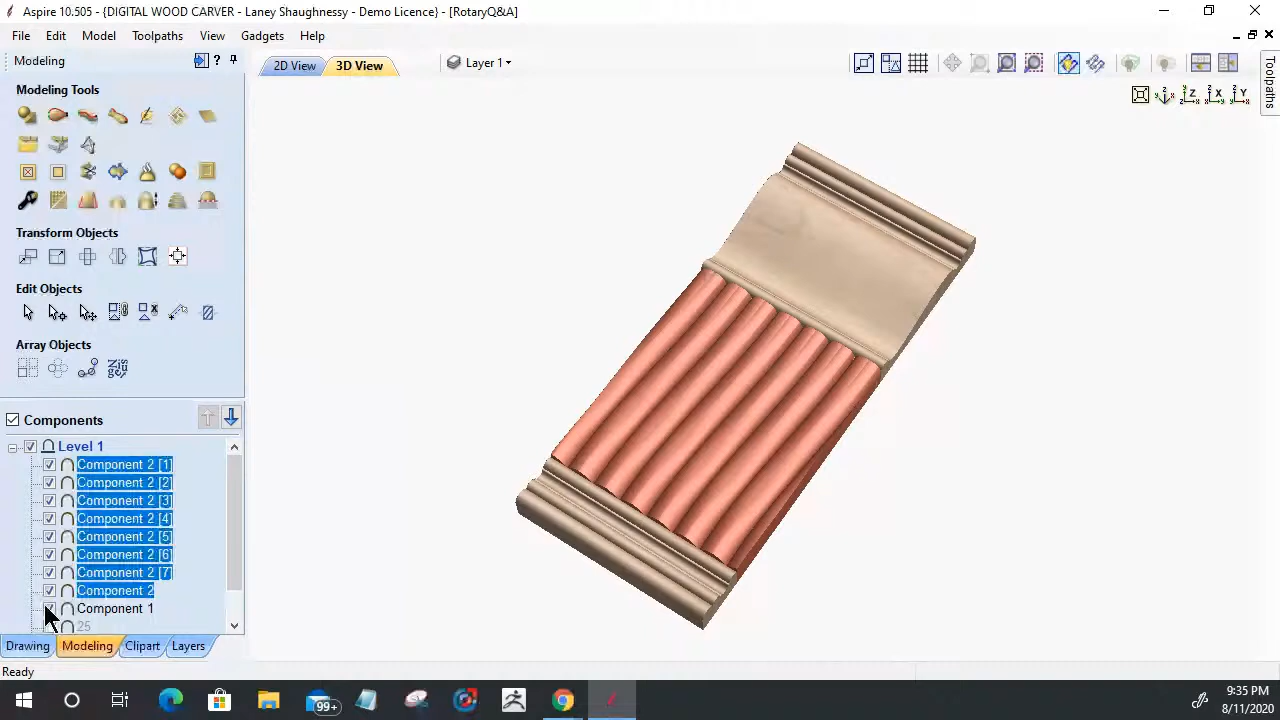 Aspire 10.505 - {DIGITAL WOOD CARVER - Laney Shaughnessy - Demo Licence} - [RotaryQ&A]
File Edit Model Toolpaths View Gadgets Help
Modeling
2D View 3D View Layer 1
Toolpaths
Z X Y
Modeling Tools
Transform Objects
Edit Objects
Array Objects
Components
Level 1
Component 2 [1]
Component 2 [2]
Component 2 [3]
Component 2 [4]
Component 2 [5]
Component 2 [6]
Component 2 [7]
Component 2
Component 1
25
Drawing Modeling Clipart Layers
Ready
99+
9:35 PM
8/11/2020